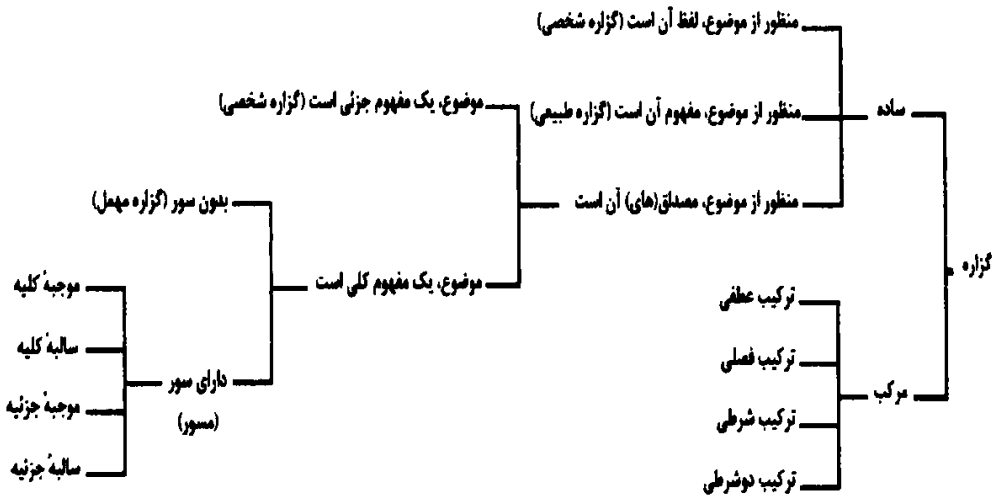 گزاره
ساده
منظور از موضوع، لفظ آن است (گزاره شخصی)
منظور از موضوع، مفهوم آن است (گزاره طبیعی)
منظور از موضوع، مصداق(های) آن است
موضوع، یک مفهوم جزئی است (گزاره شخصی)
موضوع، یک مفهوم کلی است
بدون سور (گزاره مهمل)
دارای سور
(مسور)
موجبهٔ کلیه
سالبهٔ کلیه
موجبهٔ جزئیه
سالبهٔ جزئیه
مرکب
ترکیب عطفی
ترکیب فصلی
ترکیب شرطی
ترکیب دوشرطی